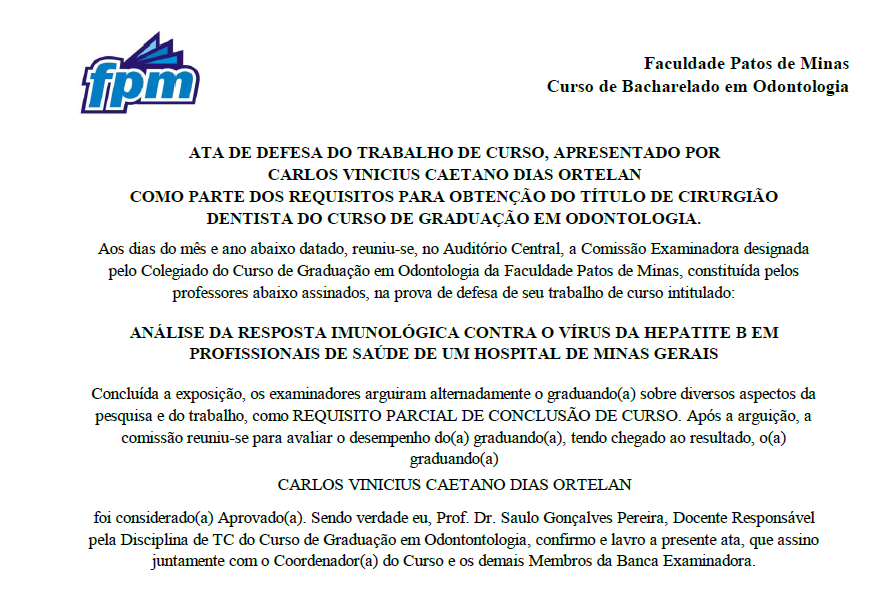 fpm
Faculdade Patos de Minas
Curso de Bacharelado em Odontologia
ATA DE DEFESA DO TRABALHO DE CURSO, APRESENTADO POR
CARLOS VINICIUS CAETANO DIAS ORTELAN
COMO PARTE DOS REQUISITOS PARA OBTENÇÃO DO TÍTULO DE CIRURGIÃO
DENTISTA DO CURSO DE GRADUAÇÃO EM ODONTOLOGIA.
Aos dias do mês e ano abaixo datado, reuniu-se, no Auditório Central, a Comissão Examinadora designada
pelo Colegiado do Curso de Graduação em Odontologia da Faculdade Patos de Minas, constituída pelos
professores abaixo assinados, na prova de defesa de seu trabalho de curso intitulado:
ANÁLISE DA RESPOSTA IMUNOLÓGICA CONTRA O VÍRUS DA HEPATITE B EM
PROFISSIONAIS DE SAÚDE DE UM HOSPITAL DE MINAS GERAIS
Concluída a exposição, os examinadores arguiram alternadamente o graduando(a) sobre diversos aspectos da
pesquisa e do trabalho, como REQUISITO PARCIAL DE CONCLUSÃO DE CURSO. Após a arguição, a
comissão reuniu-se para avaliar o desempenho do(a) graduando(a), tendo chegado ao resultado, o(a)
graduando(a)
CARLOS VINICIUS CAETANO DIAS ORTELAN
foi considerado(a) Aprovado(a). Sendo verdade eu, Prof. Dr. Saulo Gonçalves Pereira, Docente Responsável
pela Disciplina de TC do Curso de Graduação em Odontontologia, confirmo e lavro a presente ata, que assino
juntamente com o Coordenador(a) do Curso e os demais Membros da Banca Examinadora.